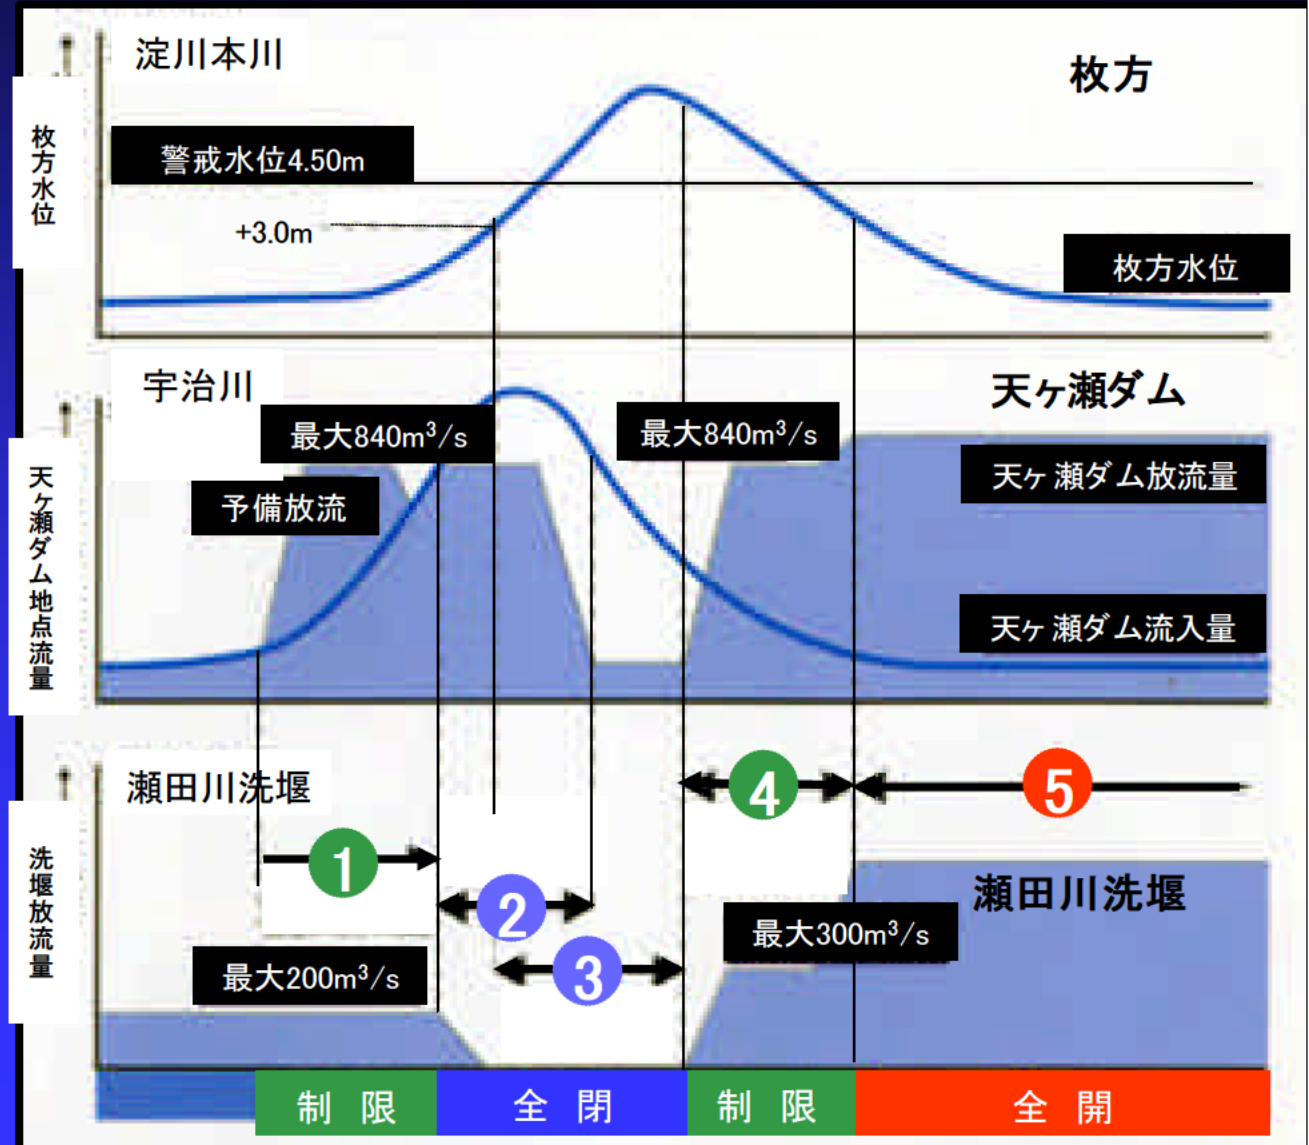 淀川本川
枚方
枚方水位
警戒水位4.50m
+3.0m
枚方水位
宇治川
天ヶ瀬ダム
天ヶ瀬ダム地点流量
最大840m³/s
最大840m³/s
予備放流
天ヶ瀬ダム放流量
天ヶ瀬ダム流入量
瀬田川洗堰
洗堰放流量
4
5
1
2
3
瀬田川洗堰
最大200m³/s
最大300m³/s
制限
全閉
制限
全開